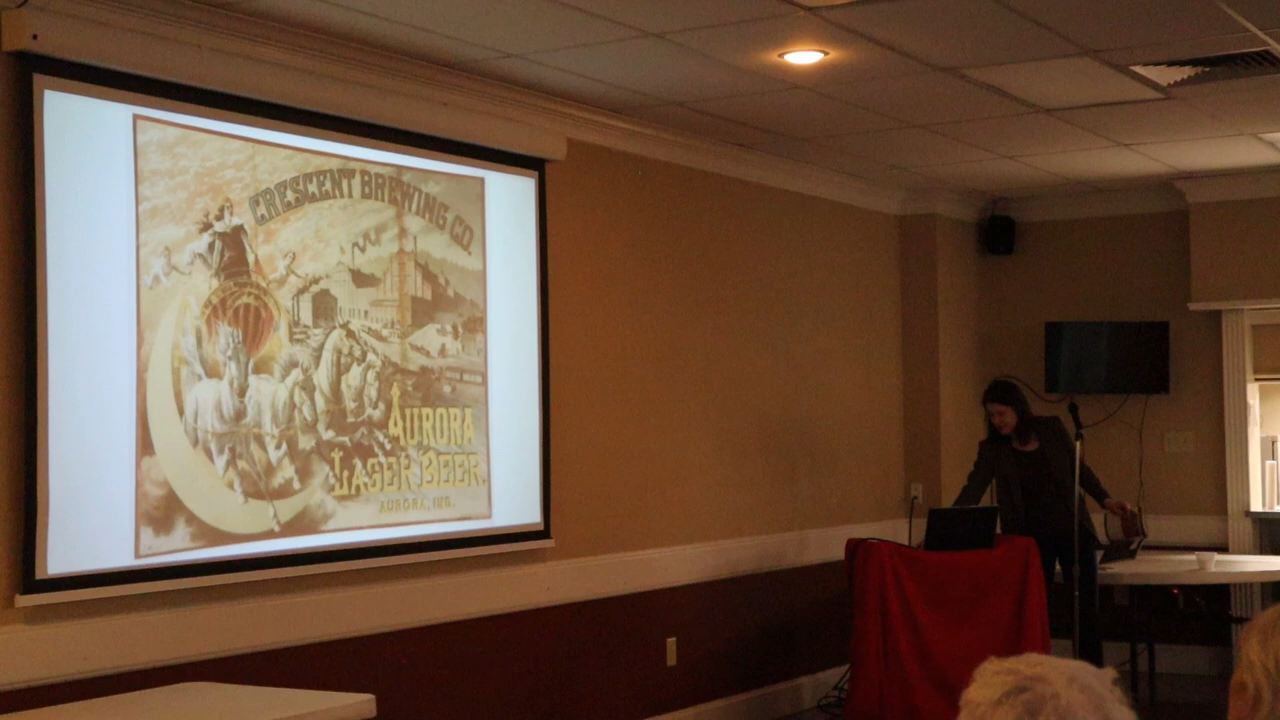 CRESCENT BREWING CO.
AURORA
LAGER BEER.
AURORA, IND.